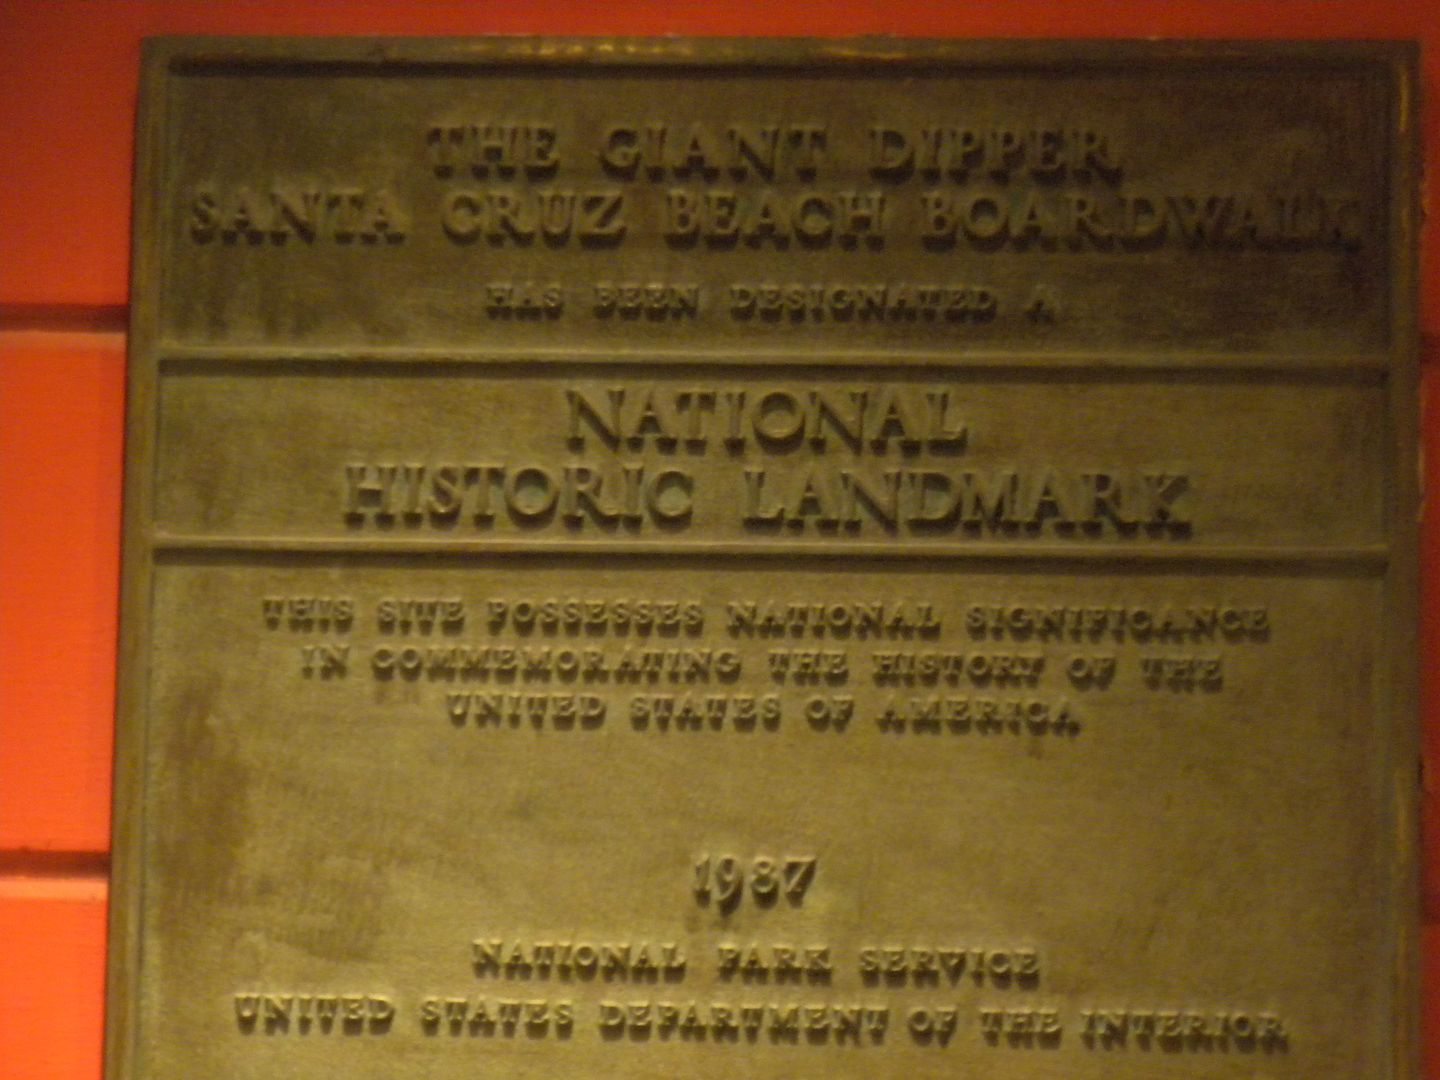 THE GIANT DIPPER
SANTA CRUZ BEACH BOARDWALK
HAS BEEN DESIGNATED A
NATIONAL
HISTORIC LANDMARK
THIS SITE POSSESSES NATIONAL SIGNIFICANCE
IN COMMEMORATING THE HISTORY OF THE
UNITED STATES OF AMERICA
1987
NATIONAL PARK SERVICE
UNITED STATES DEPARTMENT OF THE INTERIOR